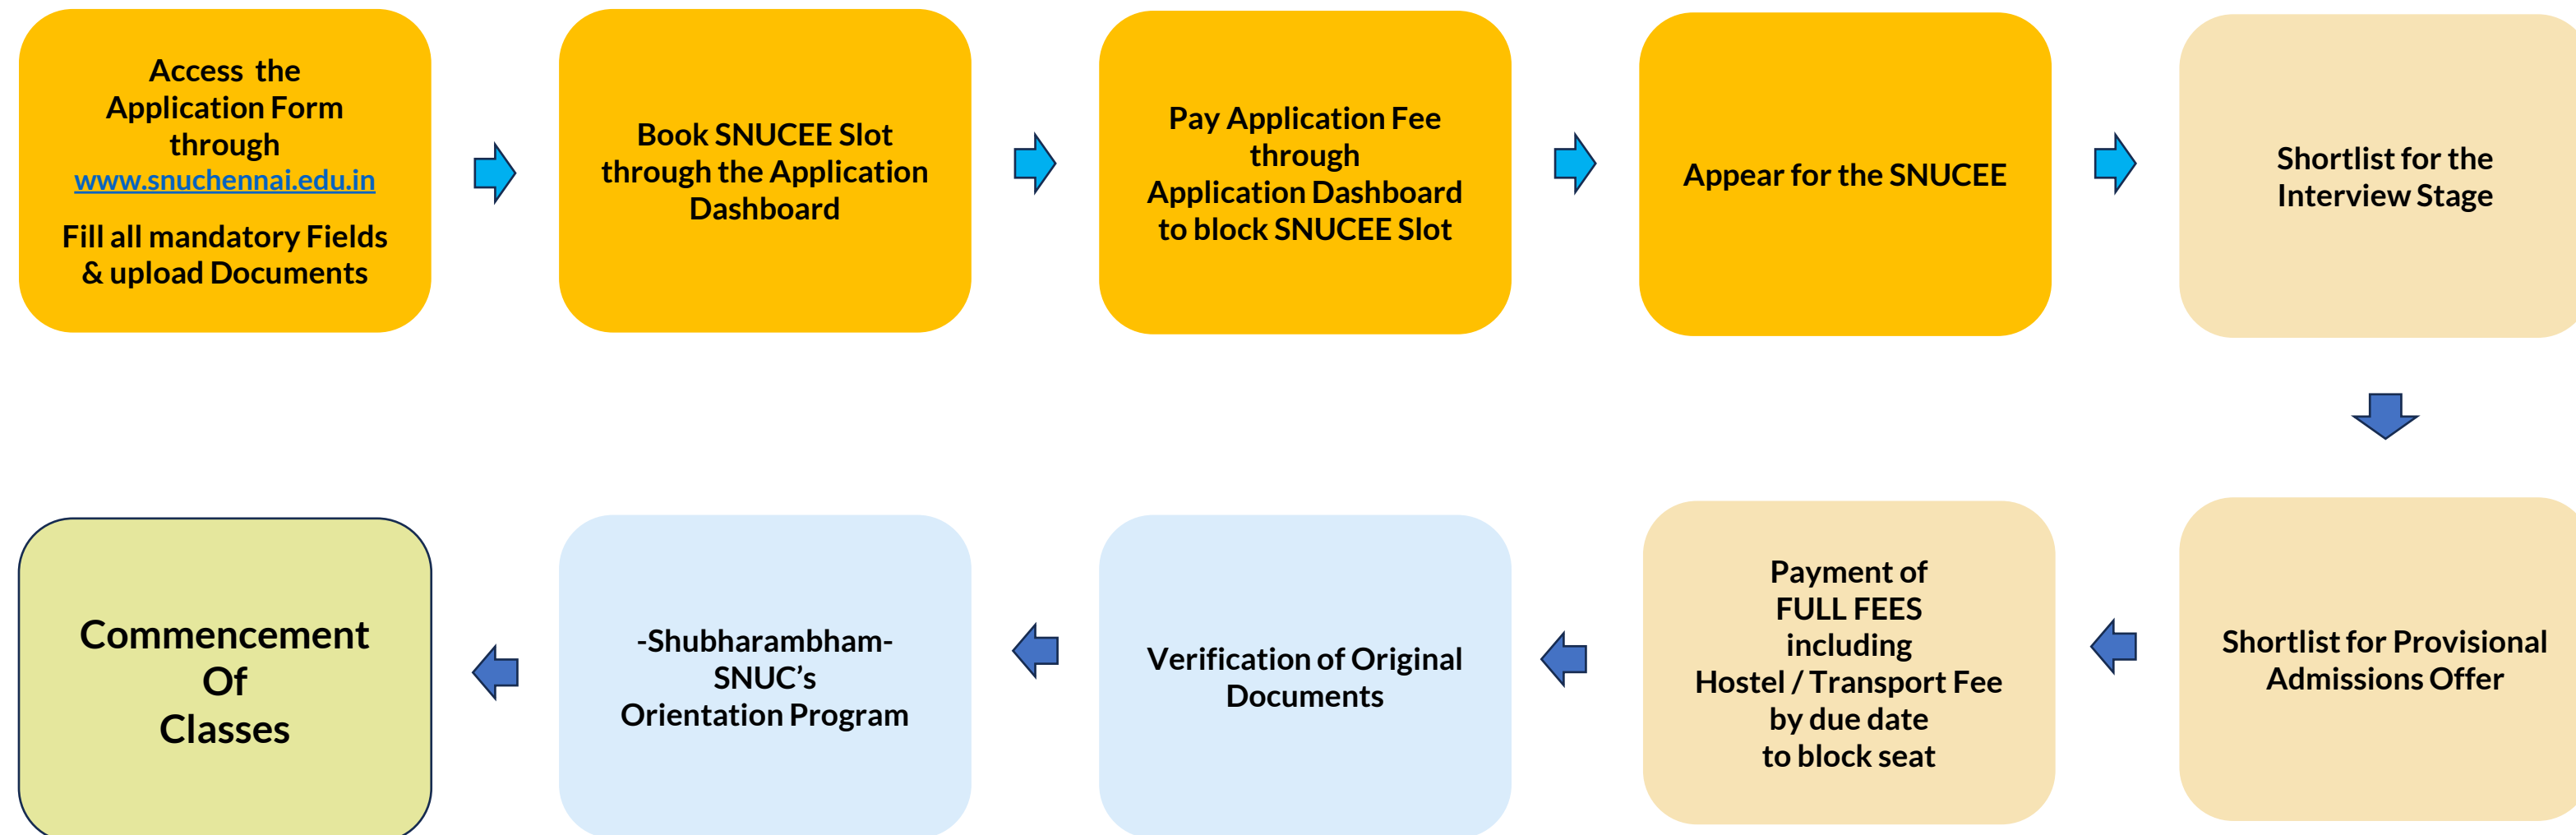 Access the
Application Form
through
www.snuchennai.edu.in
Fill all mandatory Fields
& upload Documents
Book SNUCEE Slot
through the Application
Dashboard
Pay Application Fee
through
Application Dashboard
to block SNUCEE Slot
Appear for the SNUCEE
Shortlist for the
Interview Stage
Shortlist for Provisional
Admissions Offer
Payment of
FULL FEES
including
Hostel / Transport Fee
by due date
to block seat
Verification of Original
Documents
-Shubharambham-
SNUC’s
Orientation Program
Commencement
Of
Classes